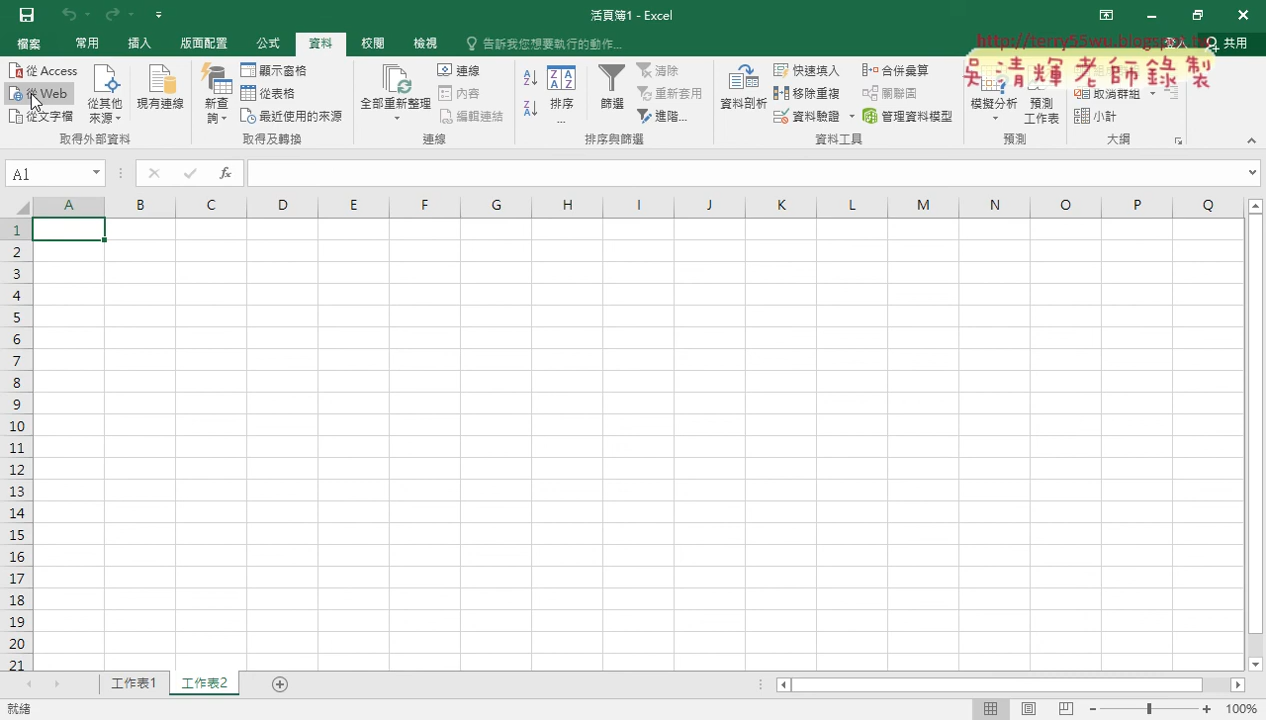 活頁簿1 - Excel
檔案 常用 插入 版面配置 公式 資料 校閱 檢視 告訴我您想要執行的動作... 登入 共用
http://terry55wu.blogspot.tw
吳清輝老師錄製
從 Access
從 Web
從文字檔
從其他來源
現有連線
取得外部資料
新查詢
顯示窗格
從表格
最近使用的來源
取得及轉換
全部重新整理
連線
內容
編輯連結
連線
排序...
篩選
清除
重新套用
進階...
排序與篩選
資料剖析
快速填入
移除重複
資料驗證
合併彙算
關聯圖
管理資料模型
資料工具
模擬分析
預測工作表
預測
取消群組
小計
大綱
A1
fx
A B C D E F G H I J K L M N O P Q
1
2
3
4
5
6
7
8
9
10
11
12
13
14
15
16
17
18
19
20
21
工作表1 工作表2
就緒 100%